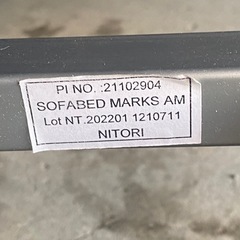 PI NO. :21102904
SOFABED MARKS AM
Lot NT.202201 1210711
NITORI